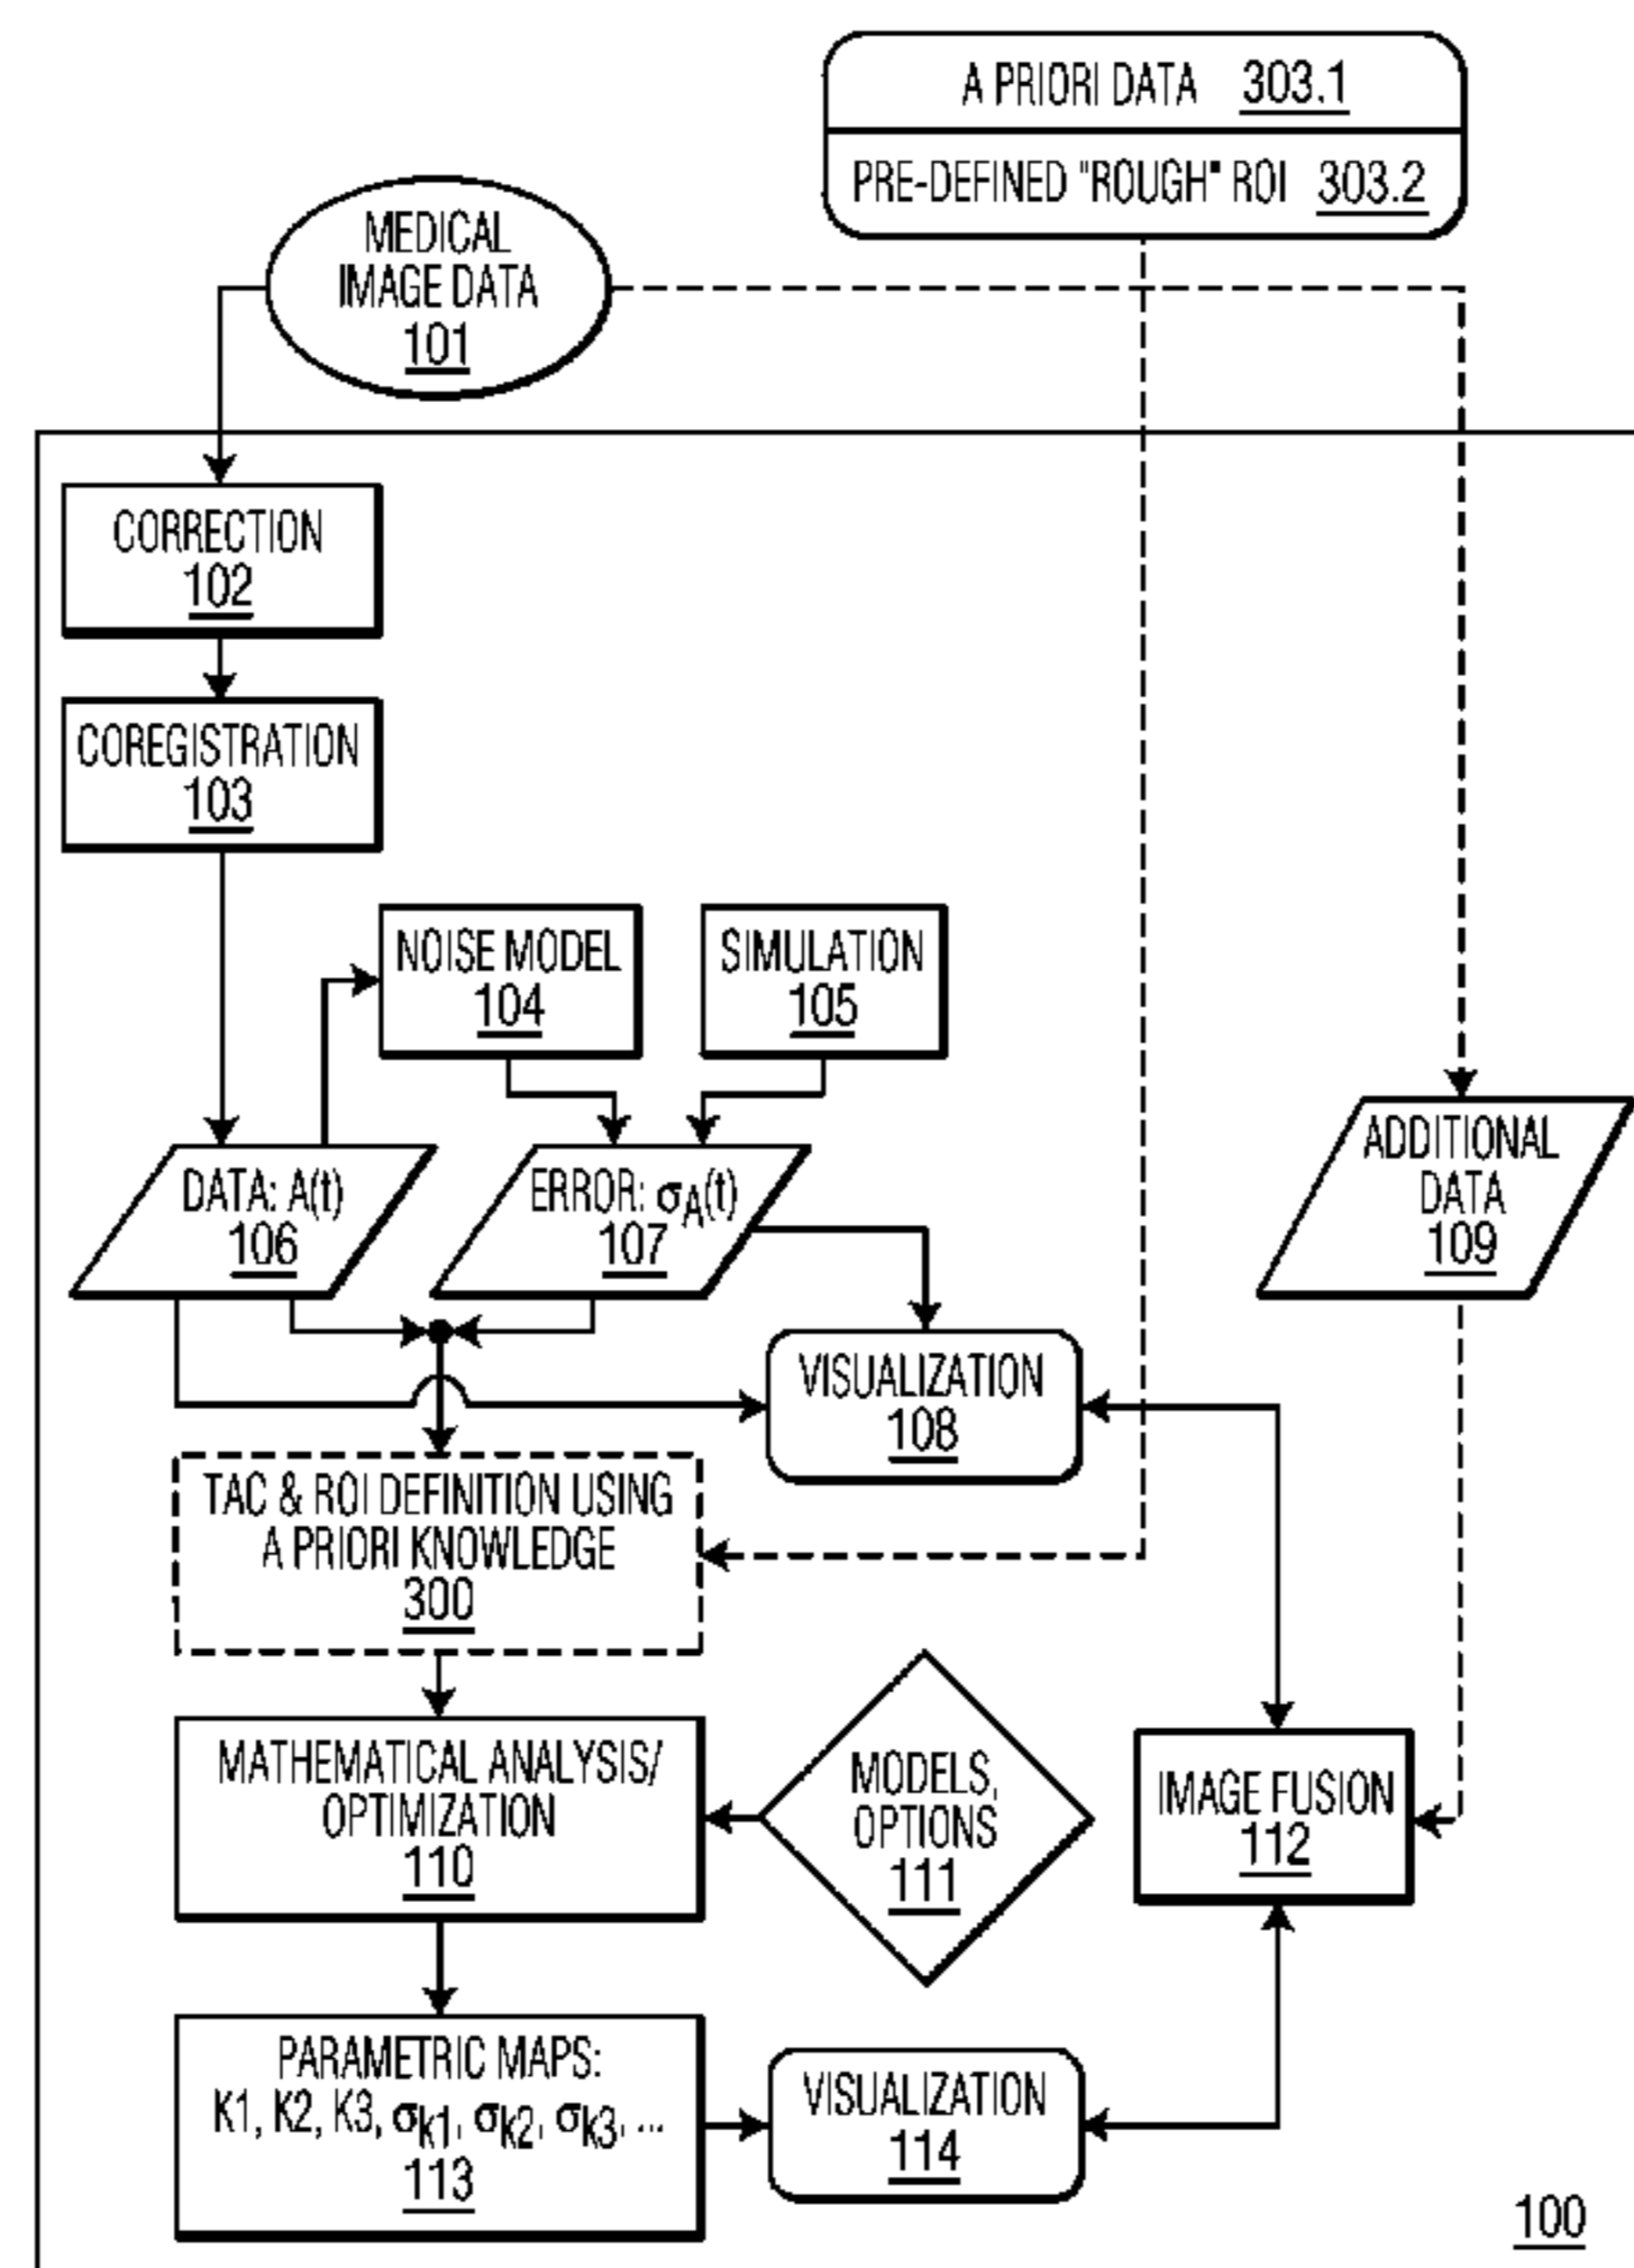 A PRIORI DATA 303.1
PRE-DEFINED "ROUGH" ROI 303.2
MEDICAL
IMAGE DATA
101
CORRECTION
102
COREGISTRATION
103
NOISE MODEL
104
SIMULATION
105
DATA: A(t)
106
ERROR: σA(t)
107
ADDITIONAL
DATA
109
VISUALIZATION
108
TAC & ROI DEFINITION USING
A PRIORI KNOWLEDGE
300
MATHEMATICAL ANALYSIS/
OPTIMIZATION
110
MODELS,
OPTIONS
111
IMAGE FUSION
112
PARAMETRIC MAPS:
K1, K2, K3, σk1, σk2, σk3, ...
113
VISUALIZATION
114
100